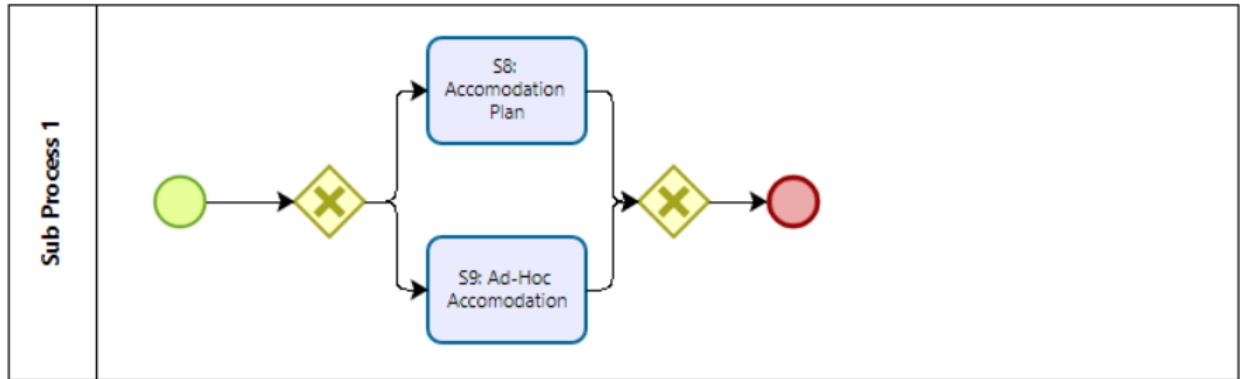 Sub Process 1
S8:
Accomodation
Plan
S9: Ad-Hoc
Accomodation